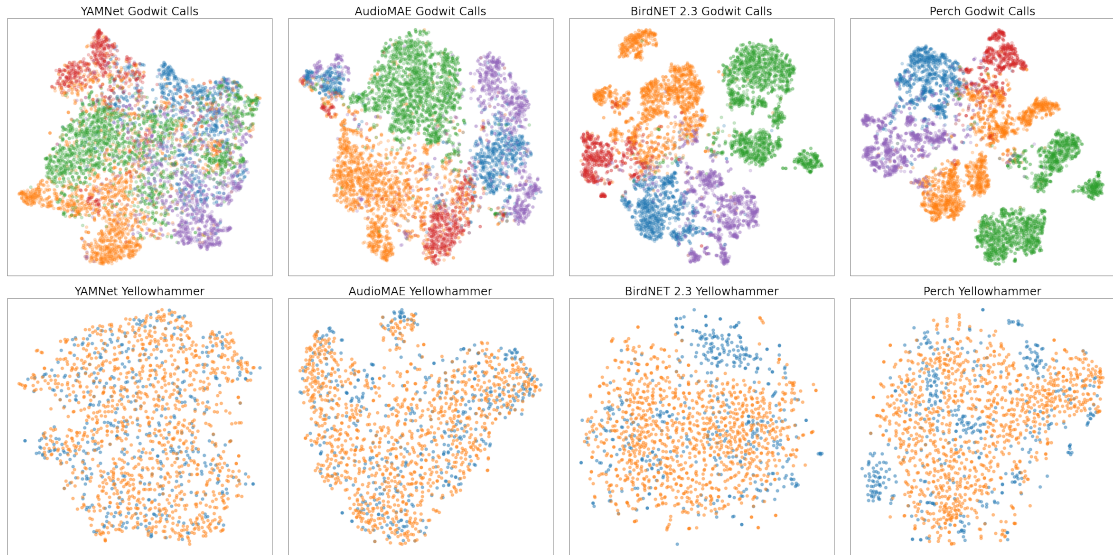 YAMNet Godwit Calls
AudioMAE Godwit Calls
BirdNET 2.3 Godwit Calls
Perch Godwit Calls
YAMNet Yellowhammer
AudioMAE Yellowhammer
BirdNET 2.3 Yellowhammer
Perch Yellowhammer